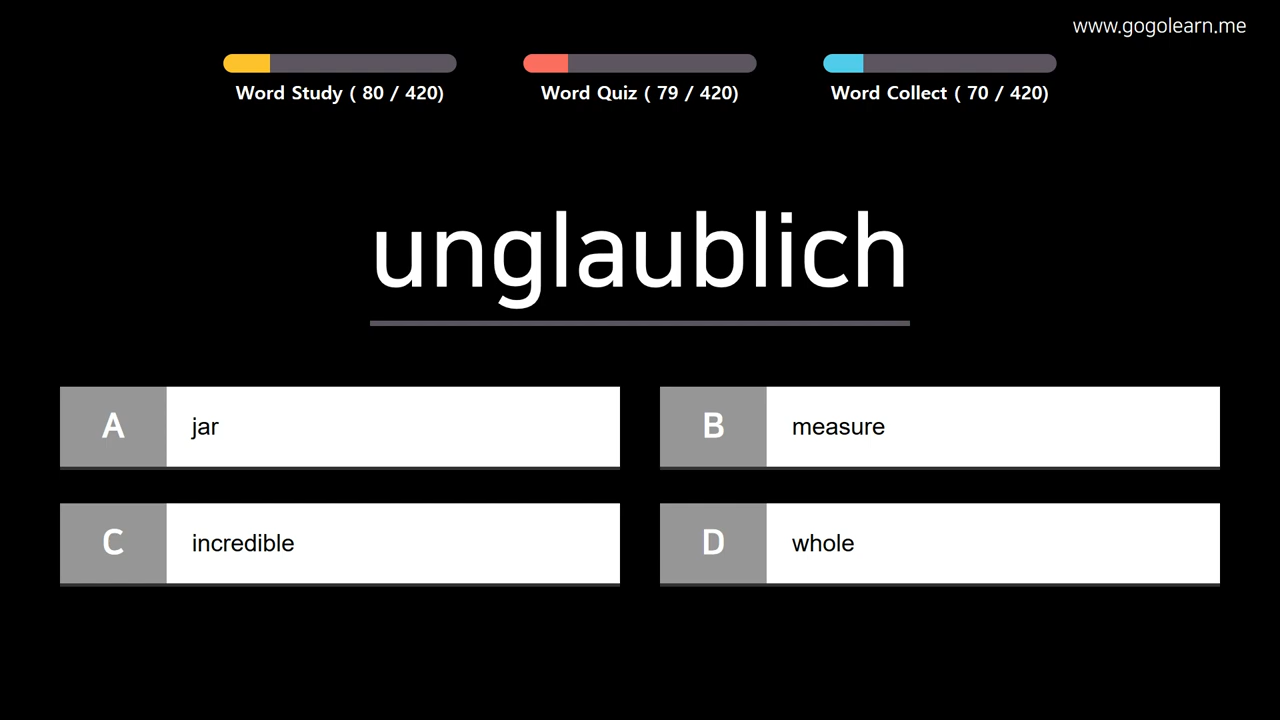 www.gogolearn.me
Word Study ( 80 / 420)
Word Quiz ( 79 / 420)
Word Collect ( 70 / 420)
unglaublich
A jar
B measure
C incredible
D whole